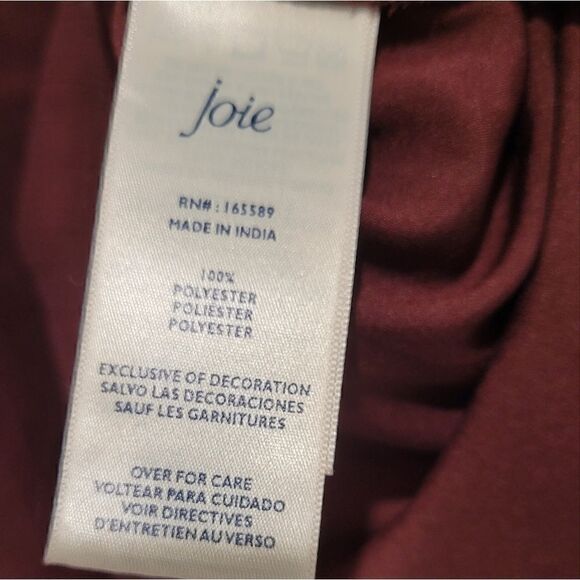 joie
RN#: 165589
MADE IN INDIA
100%
POLYESTER
POLIESTER
POLYESTER
EXCLUSIVE OF DECORATION
SALVO LAS DECORACIONES
SAUF LES GARNITURES
OVER FOR CARE
VOLTEAR PARA CUIDADO
VOIR DIRECTIVES
D'ENTRETIEN AU VERSO